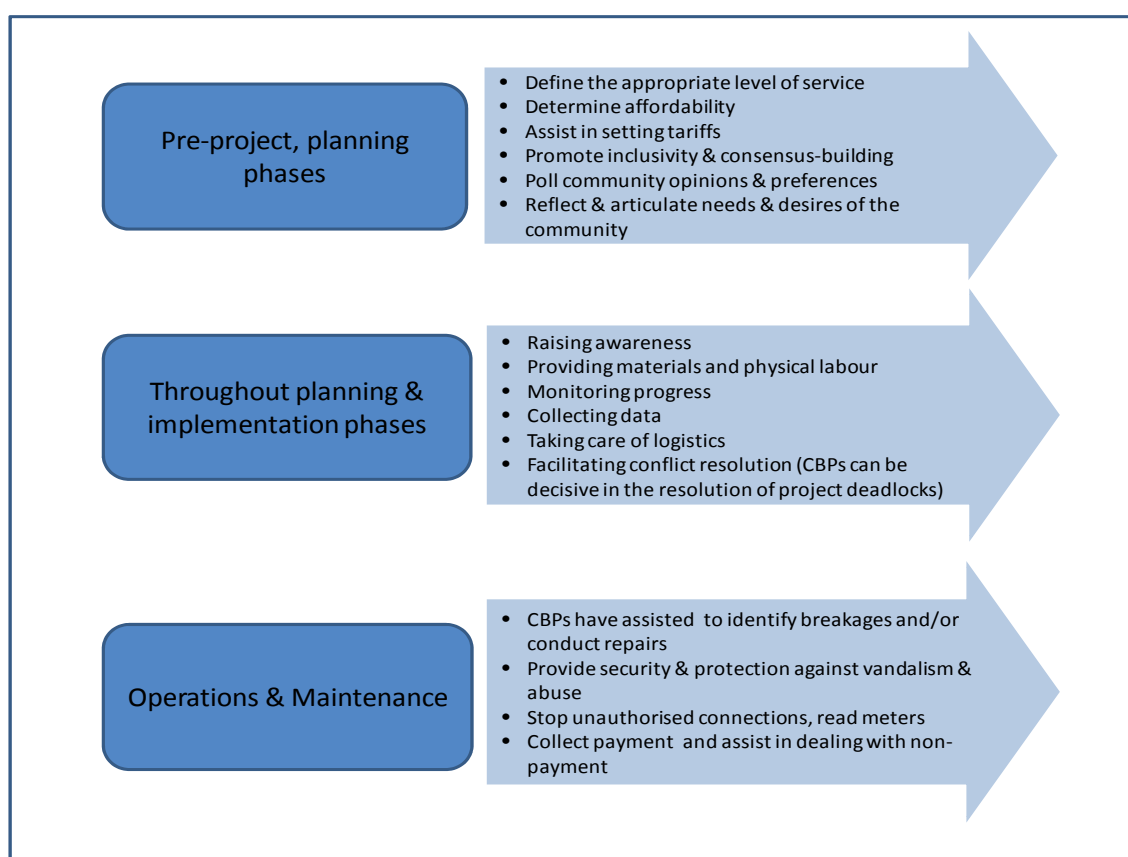 Pre-project, planning
phases
• Define the appropriate level of service
• Determine affordability
• Assist in setting tariffs
• Promote inclusivity & consensus-building
• Poll community opinions & preferences
• Reflect & articulate needs & desires of the
community
Throughout planning &
implementation phases
• Raising awareness
• Providing materials and physical labour
• Monitoring progress
• Collecting data
• Taking care of logistics
• Facilitating conflict resolution (CBPs can be
decisive in the resolution of project deadlocks)
Operations & Maintenance
• CBPs have assisted to identify breakages and/or
conduct repairs
• Provide security & protection against vandalism &
abuse
• Stop unauthorised connections, read meters
• Collect payment and assist in dealing with non-
payment